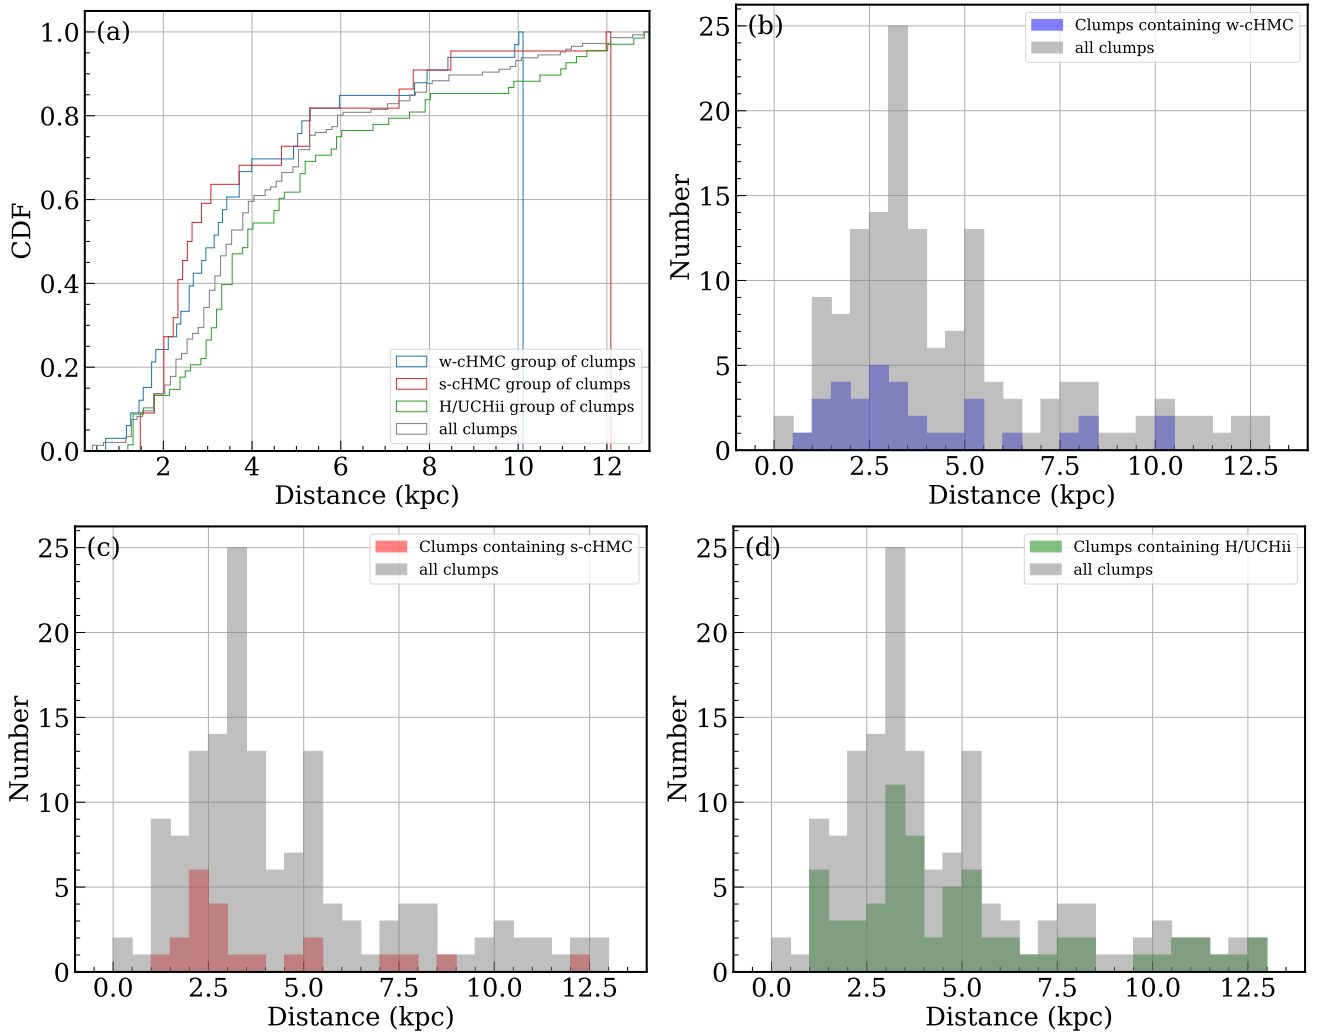 (a)
1.0
0.8
0.6
0.4
0.2
0.0
CDF
w-cHMC group of clumps
s-cHMC group of clumps
H/UCHii group of clumps
all clumps
2 4 6 8 10 12
Distance (kpc)
(b)
Clumps containing w-cHMC
all clumps
25
20
15
10
5
0
Number
0.0 2.5 5.0 7.5 10.0 12.5
Distance (kpc)
(c)
Clumps containing s-cHMC
all clumps
25
20
15
10
5
0
Number
0.0 2.5 5.0 7.5 10.0 12.5
Distance (kpc)
(d)
Clumps containing H/UCHii
all clumps
25
20
15
10
5
0
Number
0.0 2.5 5.0 7.5 10.0 12.5
Distance (kpc)